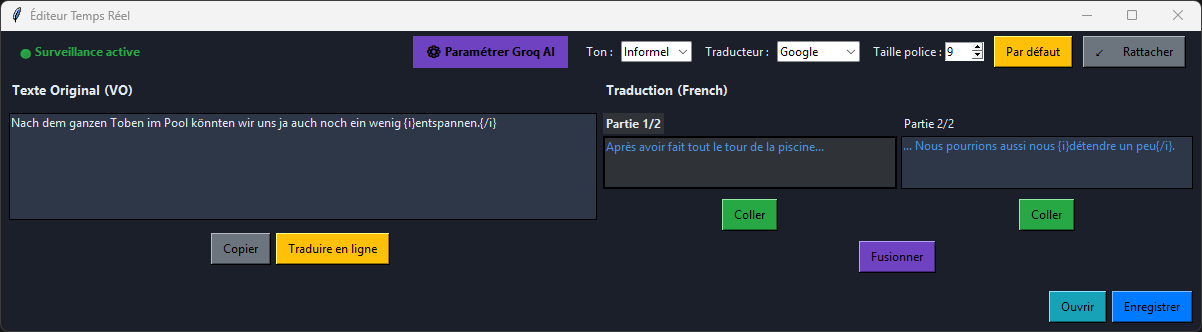 Éditeur Temps Réel
Surveillance active
Paramétrer Groq AI
Ton :
Informel
Traducteur :
Google
Taille police :
9
Par défaut
✓ Rattacher
Texte Original (VO)
Traduction (French)
Nach dem ganzen Toben im Pool könnten wir uns ja auch noch ein wenig {i}entspannen.{/i}
Partie 1/2
Partie 2/2
Après avoir fait tout le tour de la piscine...
... Nous pourrions aussi nous {i}détendre un peu{/i}.
Coller
Coller
Copier
Traduire en ligne
Fusionner
Ouvrir
Enregistrer